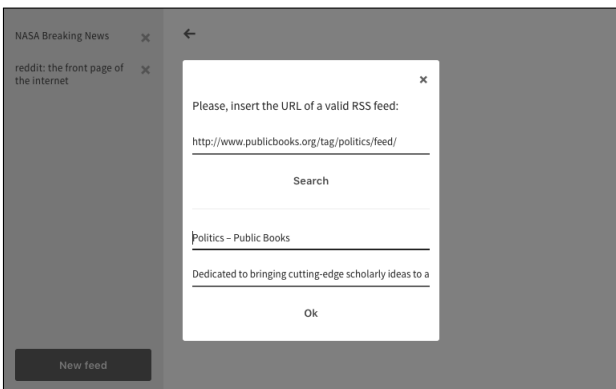 NASA Breaking News
reddit: the front page of
the internet
New feed
Please, insert the URL of a valid RSS feed:
http://www.publicbooks.org/tag/politics/feed/
Search
Politics – Public Books
Dedicated to bringing cutting-edge scholarly ideas to a
Ok